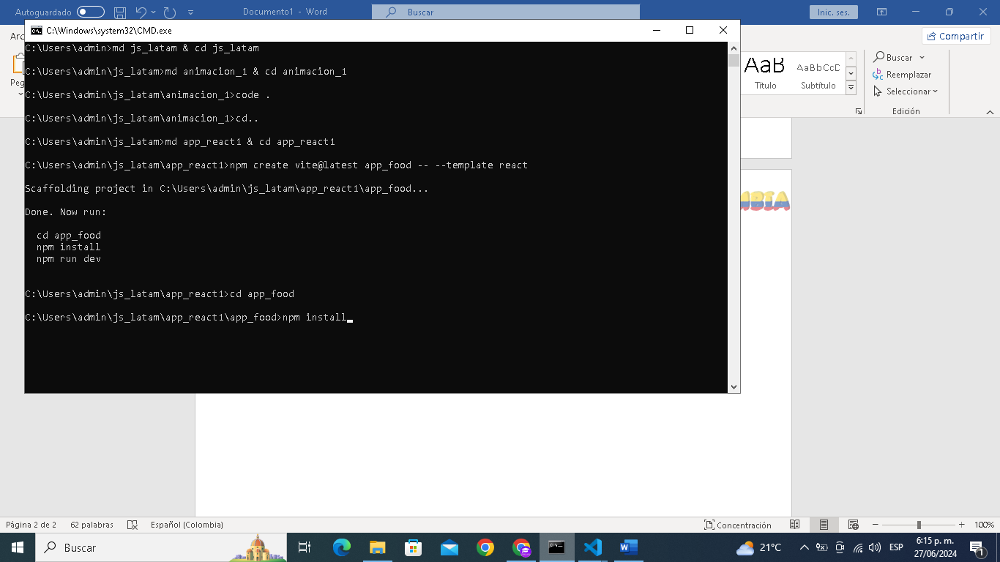 Autoguardado
Documento1 - Word
Buscar
Inic. ses.
C:\Windows\system32\CMD.exe
Compartir
C:\Users\admin>md js_latam & cd js_latam
C:\Users\admin\js_latam>md animacion_1 & cd animacion_1
C:\Users\admin\js_latam\animacion_1>code .
C:\Users\admin\js_latam\animacion_1>cd..
C:\Users\admin\js_latam>md app_react1 & cd app_react1
C:\Users\admin\js_latam\app_react1>npm create vite@latest app_food -- --template react
Scaffolding project in C:\Users\admin\js_latam\app_react1\app_food...
Done. Now run:
cd app_food
npm install
npm run dev
C:\Users\admin\js_latam\app_react1>cd app_food
C:\Users\admin\js_latam\app_react1\app_food>npm install
AaB
AaBbCcD
Título
Subtítulo
Buscar
Reemplazar
Seleccionar
Edición
MBIA
Página 2 de 2
62 palabras
Español (Colombia)
Concentración
100%
Buscar
21°C
ESP
6:15 p. m.
27/06/2024
1